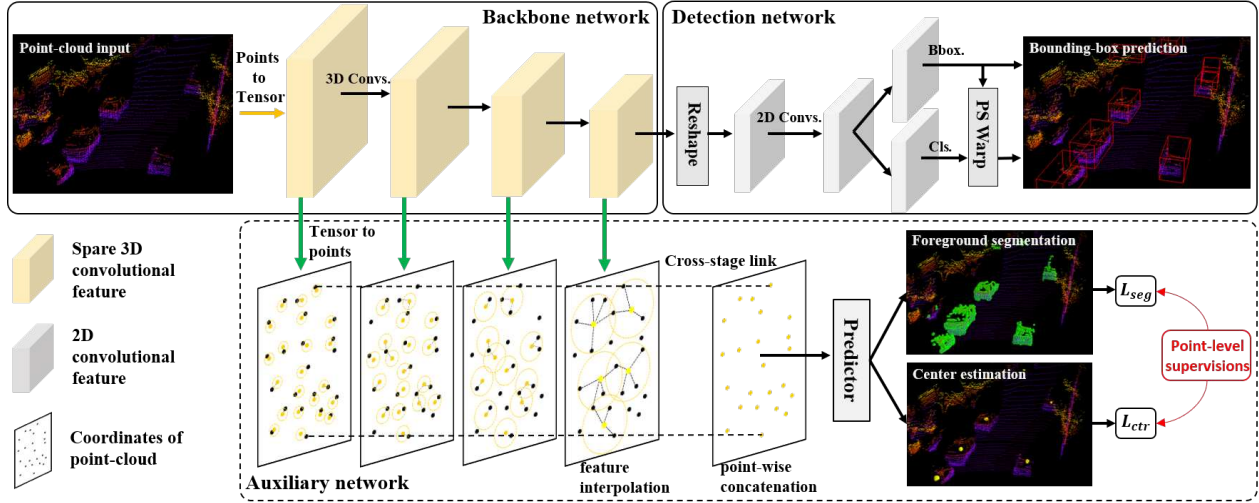 Backbone network
Point-cloud input
Points
to
Tensor
3D Convs.
Detection network
Reshape
2D Convs.
Bbox.
Cls.
PS Warp
Bounding-box prediction
Spare 3D
convolutional
feature
2D
convolutional
feature
Coordinates of
point-cloud
Tensor to
points
Cross-stage link
feature
interpolation
point-wise
concatenation
Auxiliary network
Predictor
Foreground segmentation
Center estimation
L_seg
L_ctr
Point-level
supervisions